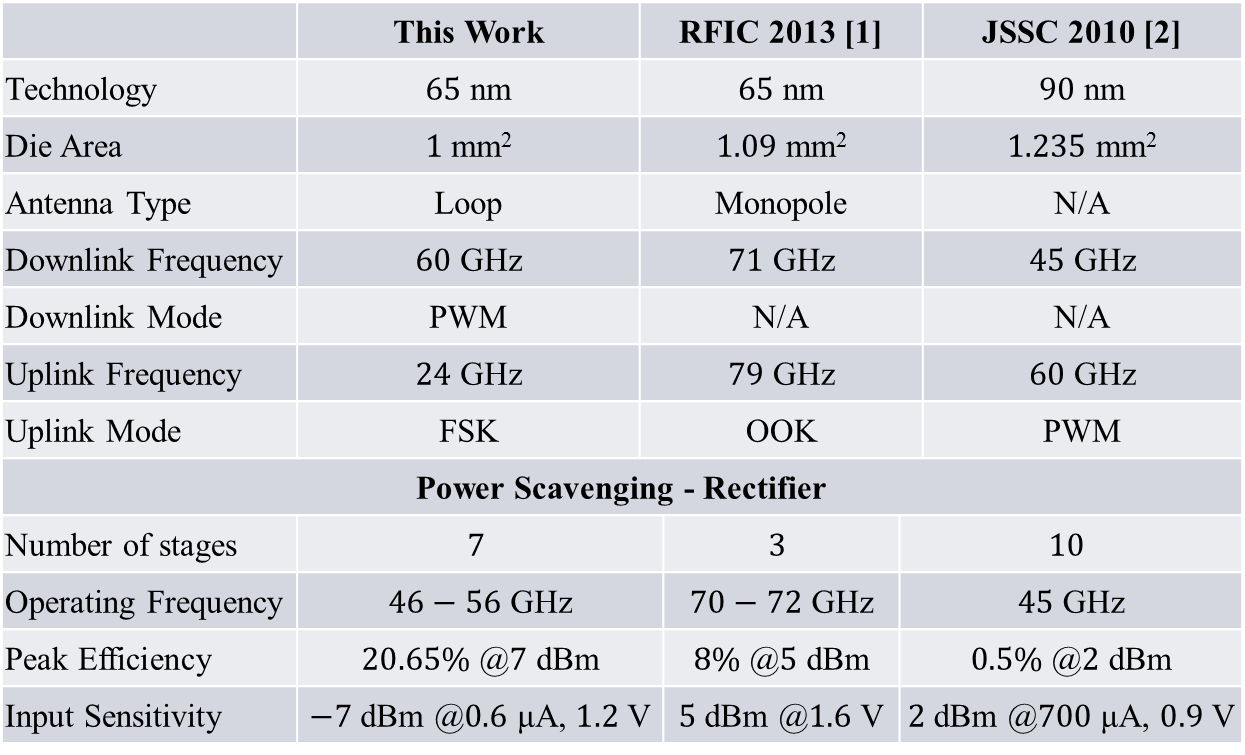 This Work RFIC 2013 [1] JSSC 2010 [2]
Technology 65 nm 65 nm 90 nm
Die Area 1 mm² 1.09 mm² 1.235 mm²
Antenna Type Loop Monopole N/A
Downlink Frequency 60 GHz 71 GHz 45 GHz
Downlink Mode PWM N/A N/A
Uplink Frequency 24 GHz 79 GHz 60 GHz
Uplink Mode FSK OOK PWM
Power Scavenging - Rectifier
Number of stages 7 3 10
Operating Frequency 46 − 56 GHz 70 − 72 GHz 45 GHz
Peak Efficiency 20.65% @7 dBm 8% @5 dBm 0.5% @2 dBm
Input Sensitivity −7 dBm @0.6 μA, 1.2 V 5 dBm @1.6 V 2 dBm @700 μA, 0.9 V